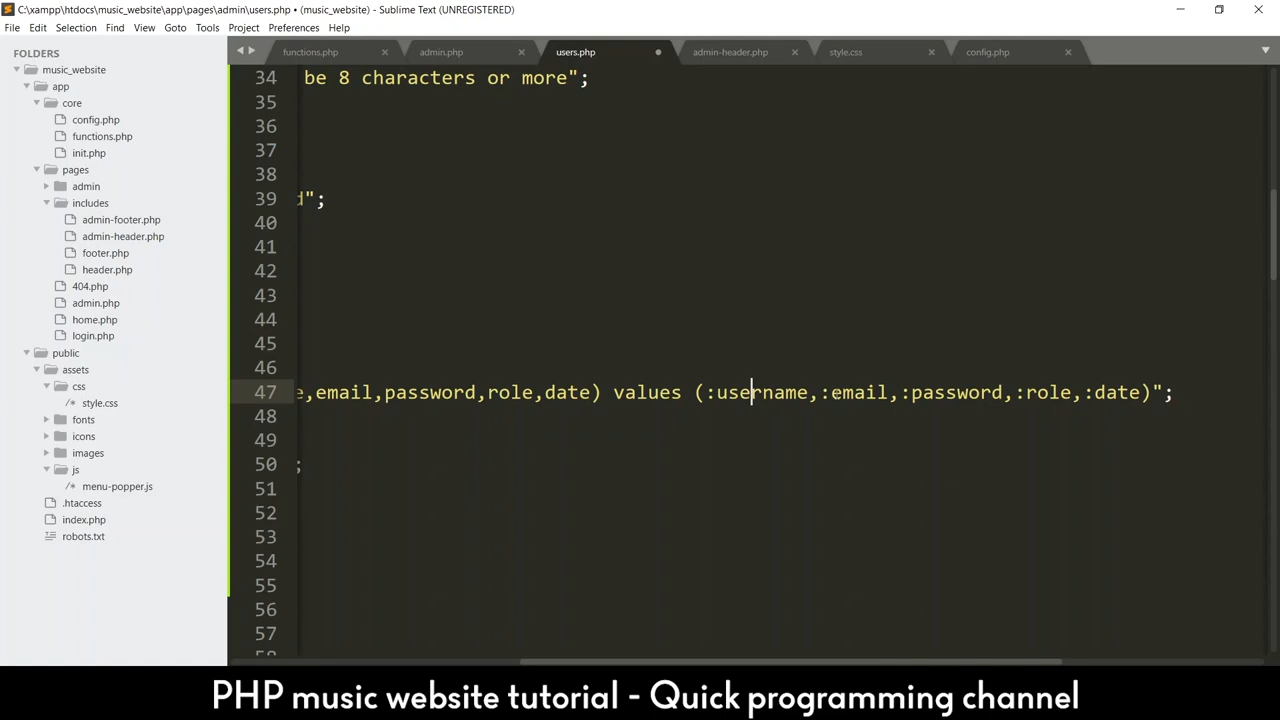 C:\xampp\htdocs\music_website\app\pages\admin\users.php • (music_website) - Sublime Text (UNREGISTERED)
File Edit Selection Find View Goto Tools Project Preferences Help
FOLDERS
music_website
app
core
config.php
functions.php
init.php
pages
admin
includes
admin-footer.php
admin-header.php
footer.php
header.php
404.php
admin.php
home.php
login.php
public
assets
css
style.css
fonts
icons
images
js
menu-popper.js
.htaccess
index.php
robots.txt
functions.php admin.php users.php admin-header.php style.css config.php
34 be 8 characters or more";
35
36
37
38
39 d";
40
41
42
43
44
45
46
47 e,email,password,role,date) values (:username,:email,:password,:role,:date)";
48
49
50 ;
51
52
53
54
55
56
57
58
PHP music website tutorial - Quick programming channel